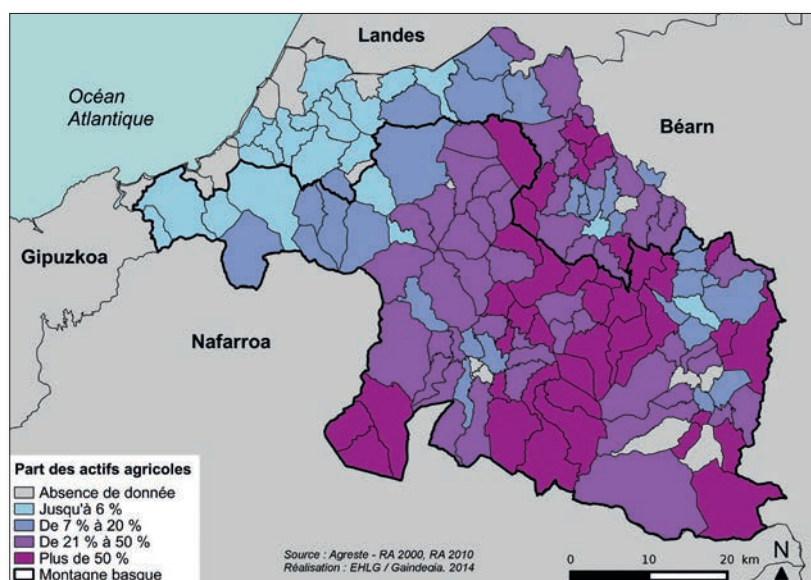 Landes
Océan
Atlantique
Béarn
Gipuzkoa
Nafarroa
Part des actifs agricoles
Absence de donnée
Jusqu'à 6 %
De 7 % à 20 %
De 21 % à 50 %
Plus de 50 %
Montagne basque
Source : Agreste - RA 2000, RA 2010
Réalisation : EHLG / Gaindegia, 2014
0 10 20 km
N